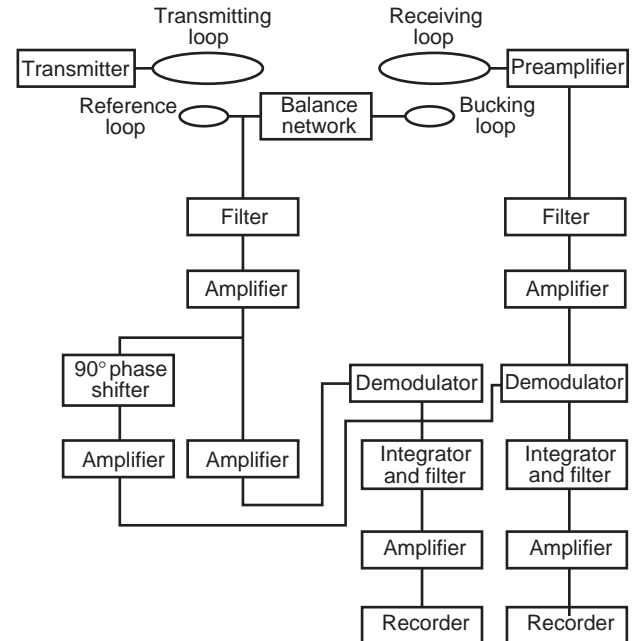 Transmitting
loop
Receiving
loop
Transmitter
Preamplifier
Reference
loop
Balance
network
Bucking
loop
Filter
Filter
Amplifier
Amplifier
90° phase
shifter
Demodulator
Demodulator
Amplifier
Amplifier
Integrator
and filter
Integrator
and filter
Amplifier
Amplifier
Recorder
Recorder